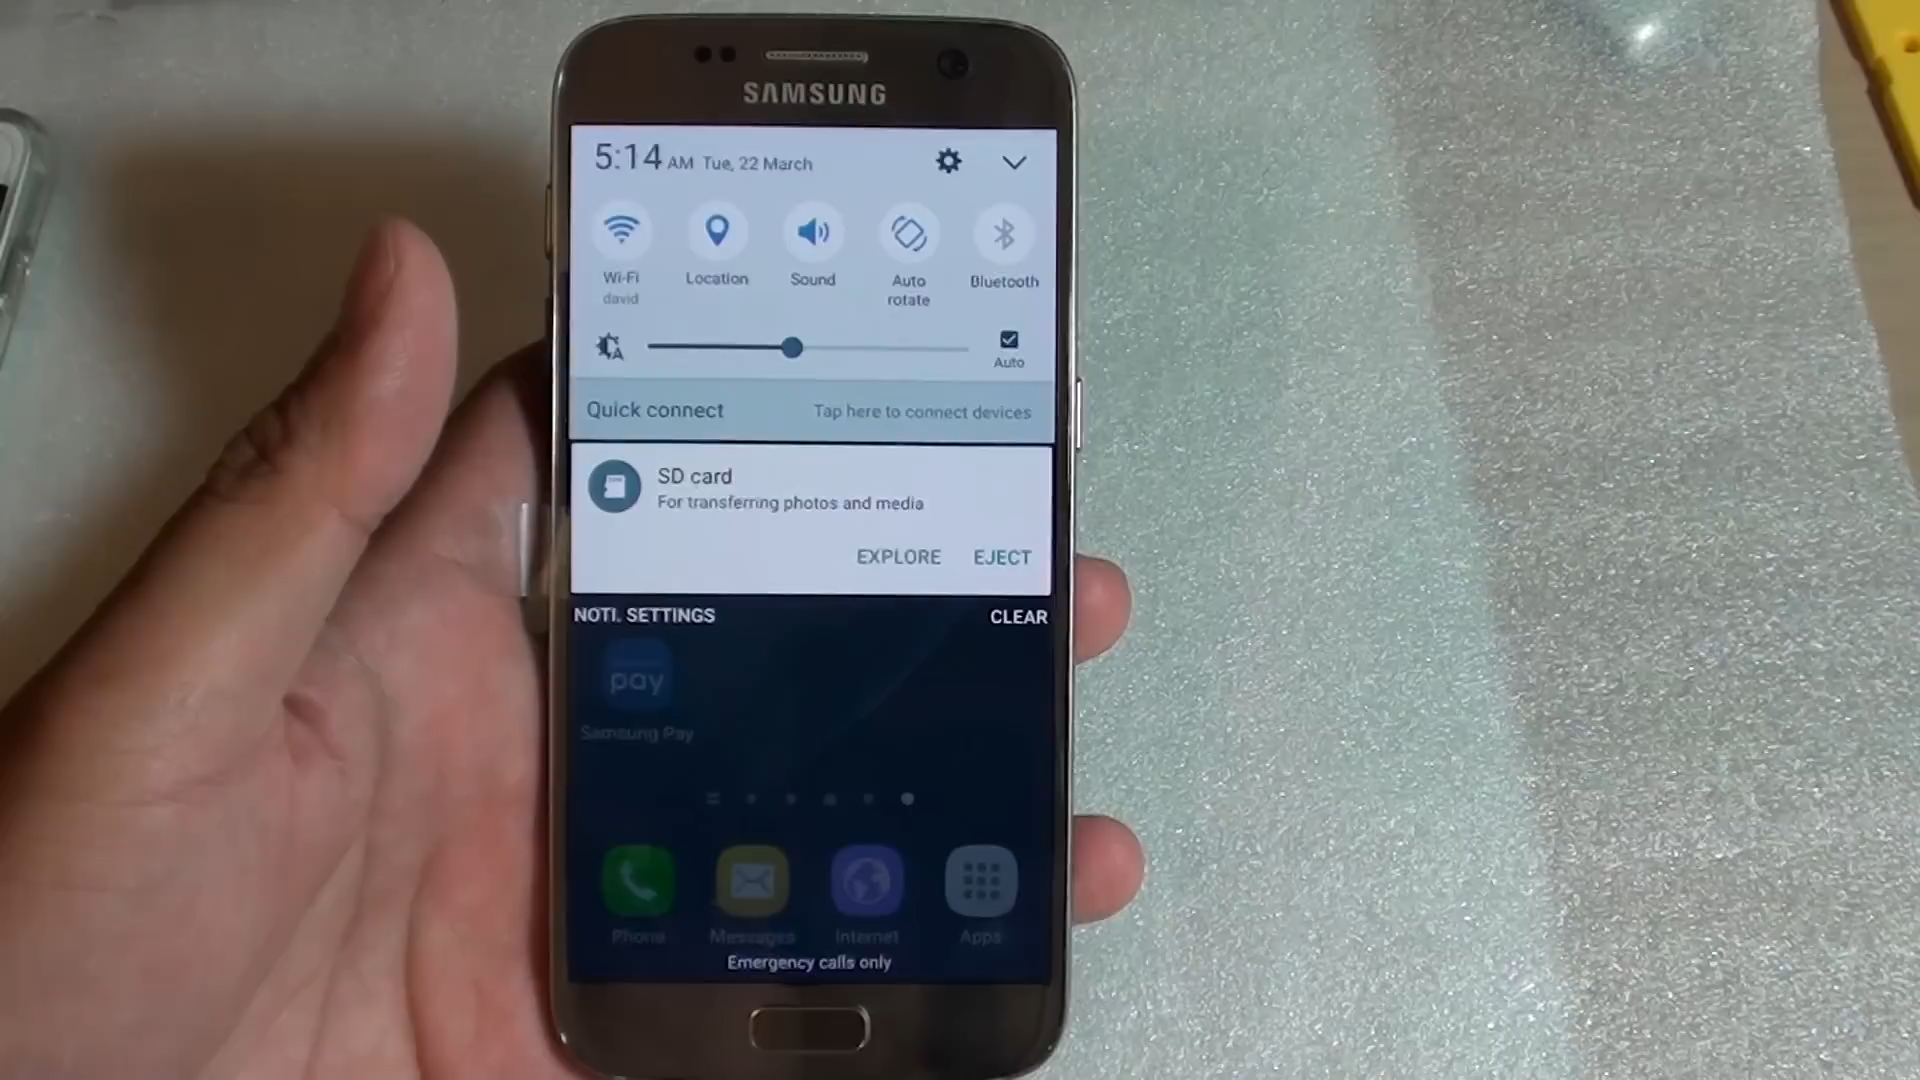 SAMSUNG
5:14 AM Tue, 22 March
Wi-Fi Location Sound Auto rotate Bluetooth
david
Auto
Quick connect Tap here to connect devices
SD card
For transferring photos and media
EXPLORE EJECT
NOTI. SETTINGS CLEAR
pay
Samsung Pay
Phone Messages Internet Apps
Emergency calls only